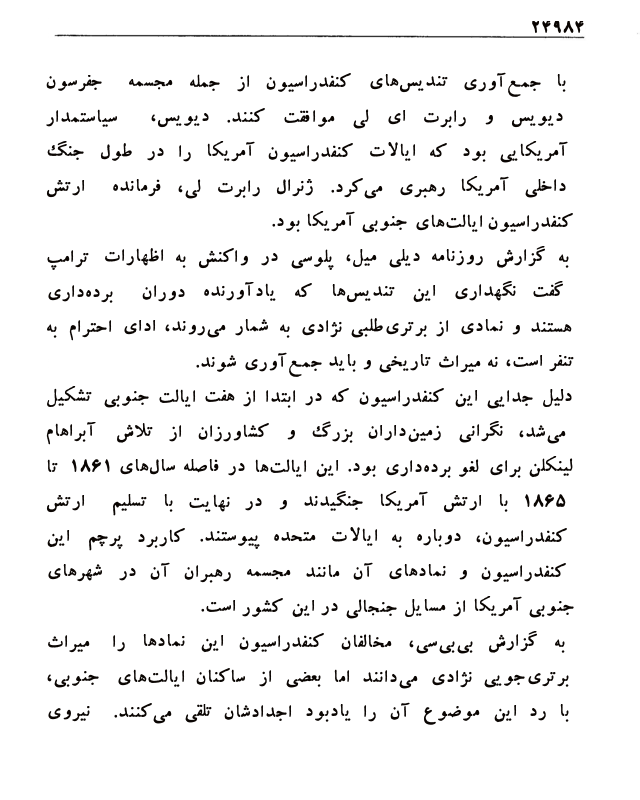 ۲۴۹۸۴
با جمع‌آوری تندیس‌های کنفدراسیون از جمله مجسمه جفرسون
دیویس و رابرت ای لی موافقت کنند. دیویس، سیاستمدار
آمریکایی بود که ایالات کنفدراسیون آمریکا را در طول جنگ
داخلی آمریکا رهبری می‌کرد. ژنرال رابرت لی، فرمانده ارتش
کنفدراسیون ایالت‌های جنوبی آمریکا بود.
به گزارش روزنامه دیلی میل، پلوسی در واکنش به اظهارات ترامپ
گفت نگهداری این تندیس‌ها که یادآورنده دوران برده‌داری
هستند و نمادی از برتری‌طلبی نژادی به شمار می‌روند، ادای احترام به
تنفر است، نه میراث تاریخی و باید جمع‌آوری شوند.
دلیل جدایی این کنفدراسیون که در ابتدا از هفت ایالت جنوبی تشکیل
می‌شد، نگرانی زمین‌داران بزرگ و کشاورزان از تلاش آبراهام
لینکلن برای لغو برده‌داری بود. این ایالت‌ها در فاصله سال‌های ۱۸۶۱ تا
۱۸۶۵ با ارتش آمریکا جنگیدند و در نهایت با تسلیم ارتش
کنفدراسیون، دوباره به ایالات متحده پیوستند. کاربرد پرچم این
کنفدراسیون و نمادهای آن مانند مجسمه رهبران آن در شهرهای
جنوبی آمریکا از مسایل جنجالی در این کشور است.
به گزارش بی‌بی‌سی، مخالفان کنفدراسیون این نمادها را میراث
برتری‌جویی نژادی می‌دانند اما بعضی از ساکنان ایالت‌های جنوبی،
با رد این موضوع آن را یادبود اجدادشان تلقی می‌کنند. نیروی